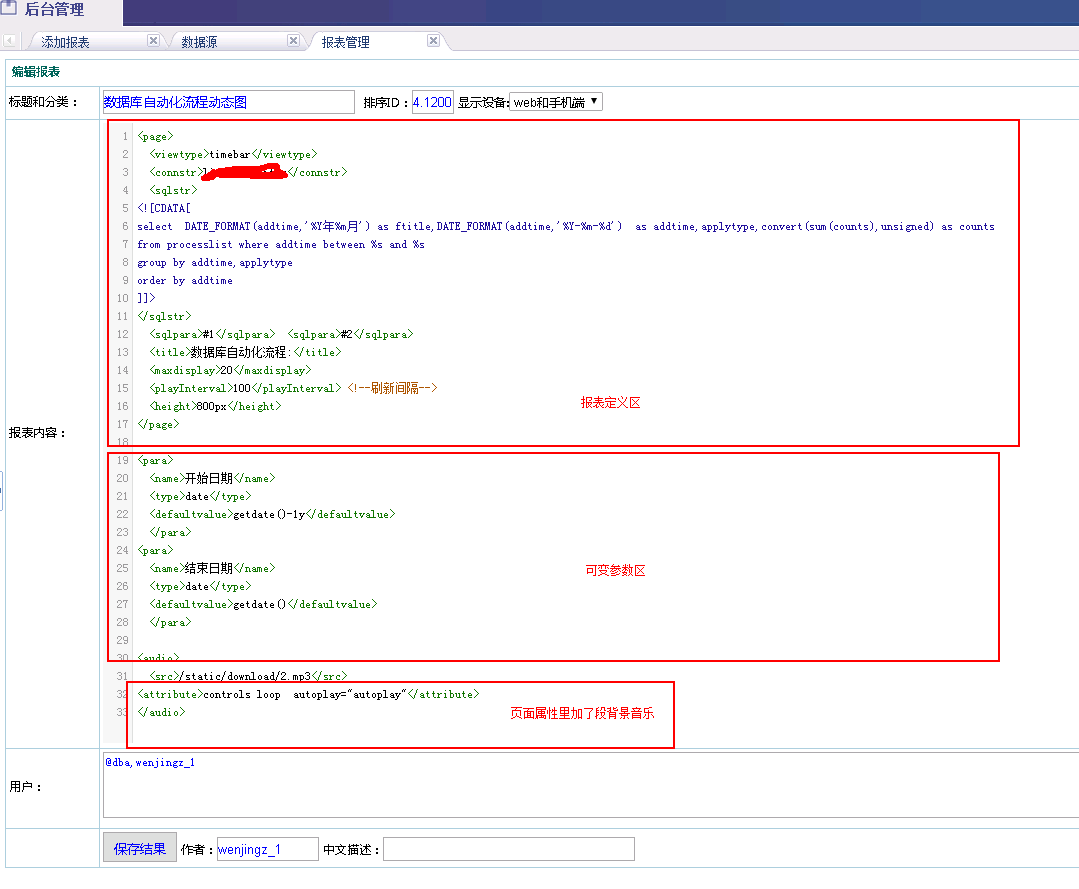 后台管理
添加报表 数据源 报表管理
编辑报表
标题和分类： 数据库自动化流程动态图 排序ID： 4.1200 显示设备: web和手机端
报表内容：
1 <page>
2 <viewtype>timebar</viewtype>
3 <connstr></connstr>
4 <sqlstr>
5 <![CDATA[
6 select DATE_FORMAT(addtime,'%Y年%m月') as ftitle,DATE_FORMAT(addtime,'%Y-%m-%d') as addtime,applytype,convert(sum(counts),unsigned) as counts
7 from processlist where addtime between %s and %s
8 group by addtime,applytype
9 order by addtime
10 ]]>
11 </sqlstr>
12 <sqlpara>#1</sqlpara> <sqlpara>#2</sqlpara>
13 <title>数据库自动化流程:</title>
14 <maxdisplay>20</maxdisplay>
15 <playInterval>100</playInterval> <!--刷新间隔-->
报表定义区
16 <height>800px</height>
17 </page>
18
19 <para>
20 <name>开始日期</name>
21 <type>date</type>
22 <defaultvalue>getdate()-1y</defaultvalue>
23 </para>
24 <para>
25 <name>结束日期</name>
可变参数区
26 <type>date</type>
27 <defaultvalue>getdate()</defaultvalue>
28 </para>
29
30 <audio>
31 <src>/static/download/2.mp3</src>
32 <attribute>controls loop autoplay="autoplay"</attribute>
33 </audio>
页面属性里加了段背景音乐
用户： @dba,wenjingz_1
保存结果 作者： wenjingz_1 中文描述：